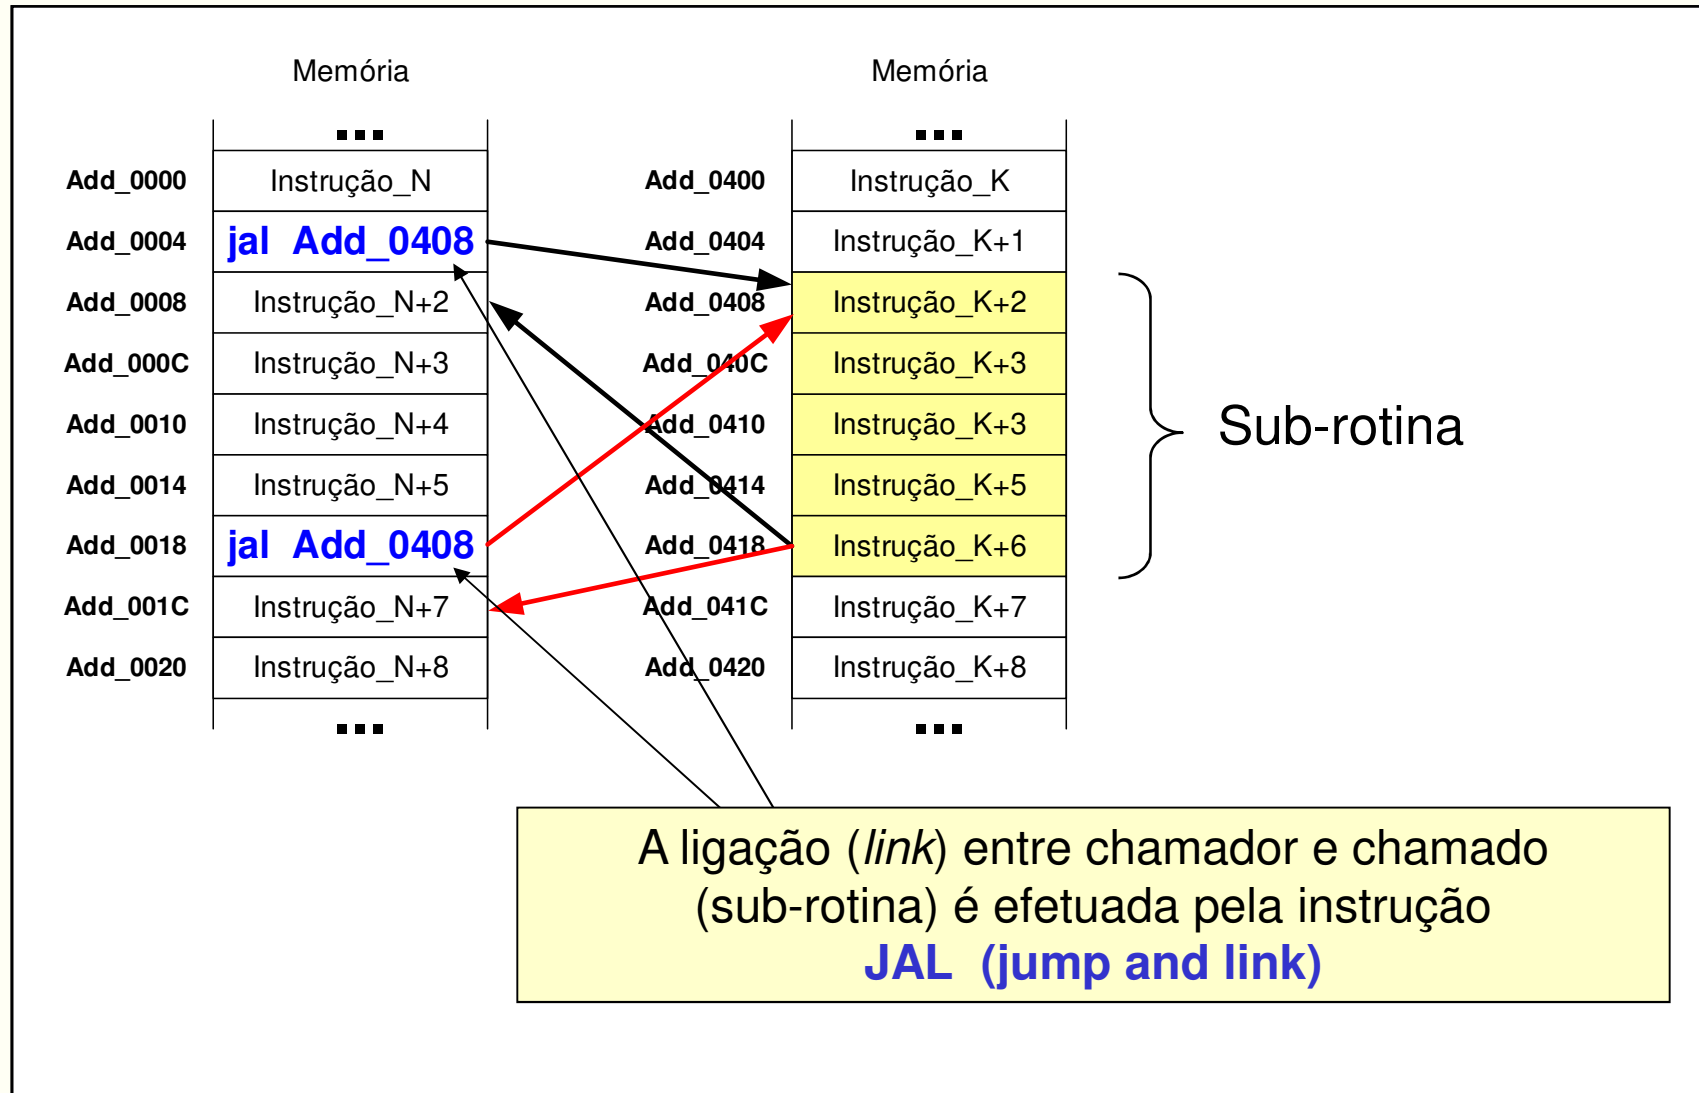 Memória Memória
... ...
Add_0000 Instrução_N Add_0400 Instrução_K
Add_0004 jal Add_0408 Add_0404 Instrução_K+1
Add_0008 Instrução_N+2 Add_0408 Instrução_K+2
Add_000C Instrução_N+3 Add_040C Instrução_K+3
Add_0010 Instrução_N+4 Add_0410 Instrução_K+3 Sub-rotina
Add_0014 Instrução_N+5 Add_0414 Instrução_K+5
Add_0018 jal Add_0408 Add_0418 Instrução_K+6
Add_001C Instrução_N+7 Add_041C Instrução_K+7
Add_0020 Instrução_N+8 Add_0420 Instrução_K+8
... ...
A ligação (link) entre chamador e chamado
(sub-rotina) é efetuada pela instrução
JAL (jump and link)